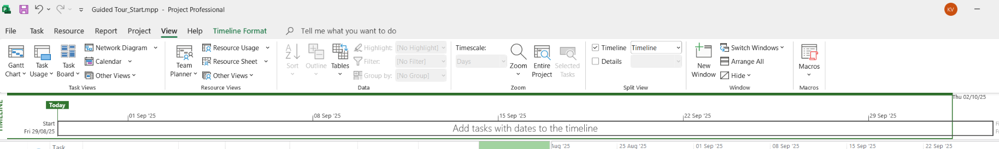 Guided Tour_Start.mpp - Project Professional
KV
File Task Resource Report Project View Help Timeline Format Tell me what you want to do
Gantt Chart
Task Usage
Task Board
Network Diagram
Calendar
Other Views
Task Views
Team Planner
Resource Usage
Resource Sheet
Other Views
Resource Views
A Z
Sort
Outline
Tables
Highlight: [No Highlight]
Filter: [No Filter]
Group by: [No Group]
Data
Timescale:
Days
Zoom
Entire Project
Selected Tasks
Zoom
Timeline Timeline
Details
Split View
New Window
Switch Windows
Arrange All
Hide
Window
Macros
Macros
TIMELINE
Today
Thu 02/10/25
01 Sep '25 08 Sep '25 15 Sep '25 22 Sep '25 29 Sep '25
Start
Fri 29/08/25
Add tasks with dates to the timeline
Task
Aug '25 25 Aug '25 01 Sep '25 08 Sep '25 15 Sep '25 22 Sep '25